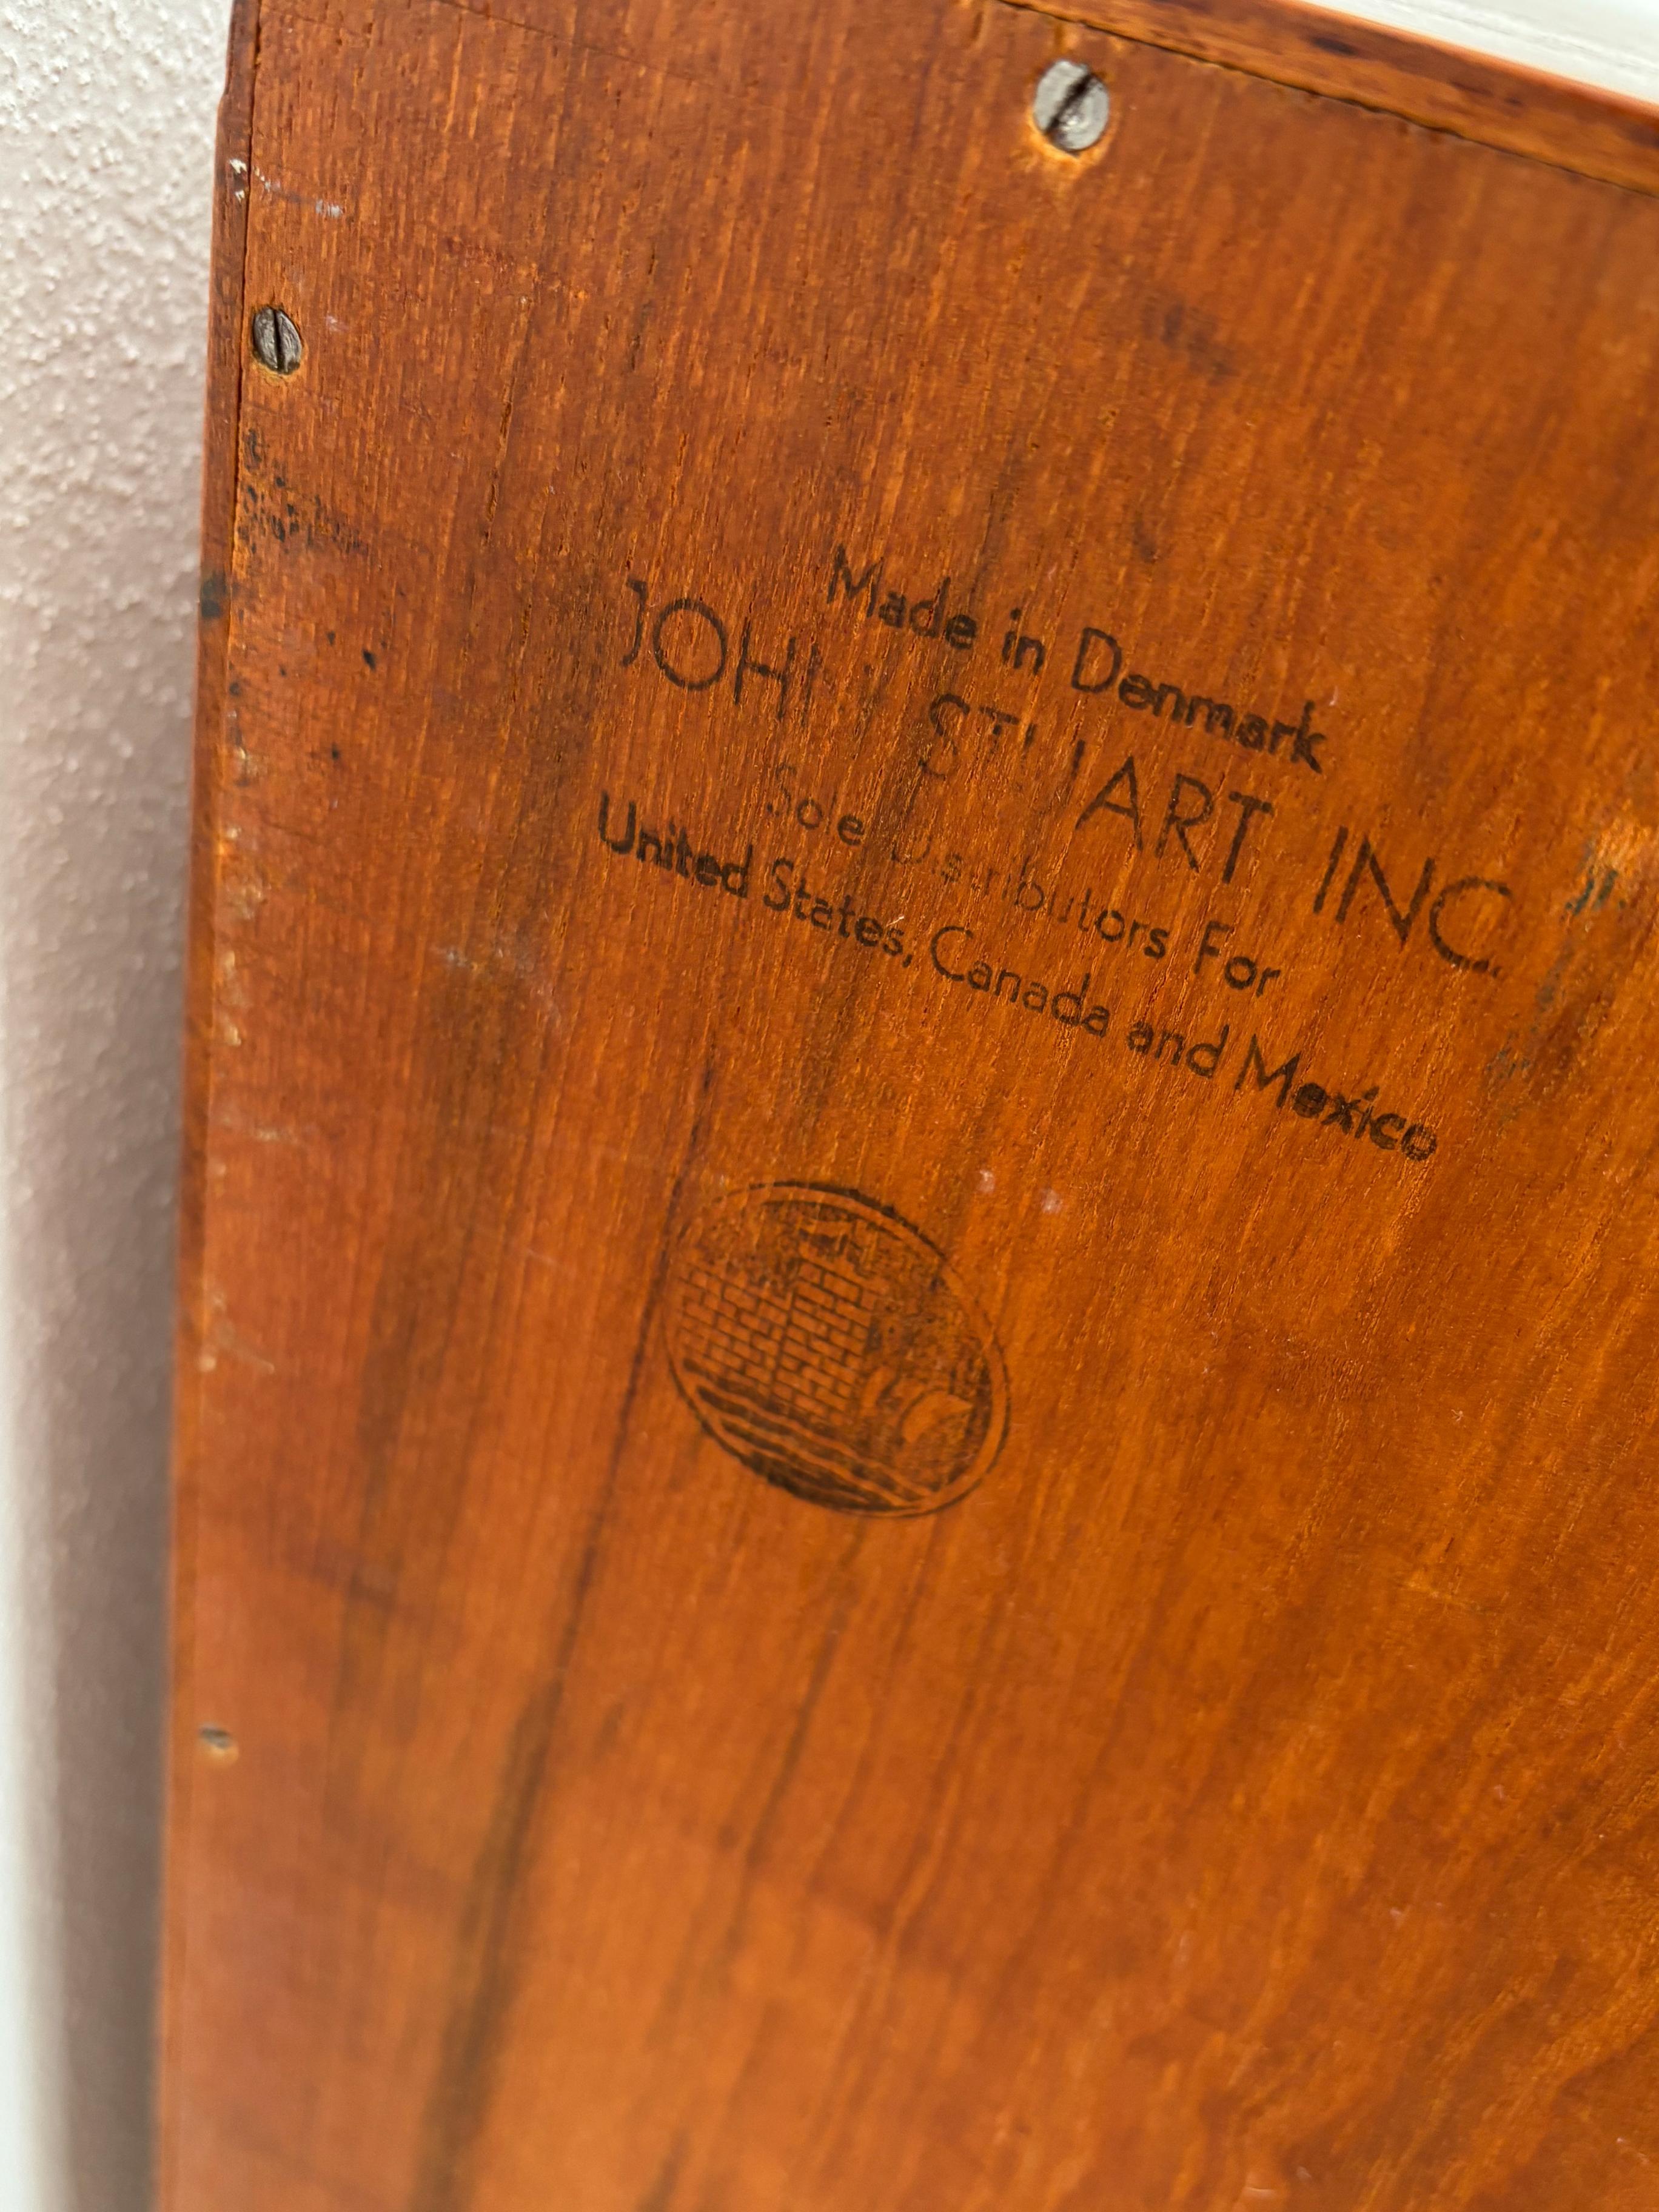 Made in Denmark
JOHN STUART INC.
Sole Distributors For
United States, Canada and Mexico